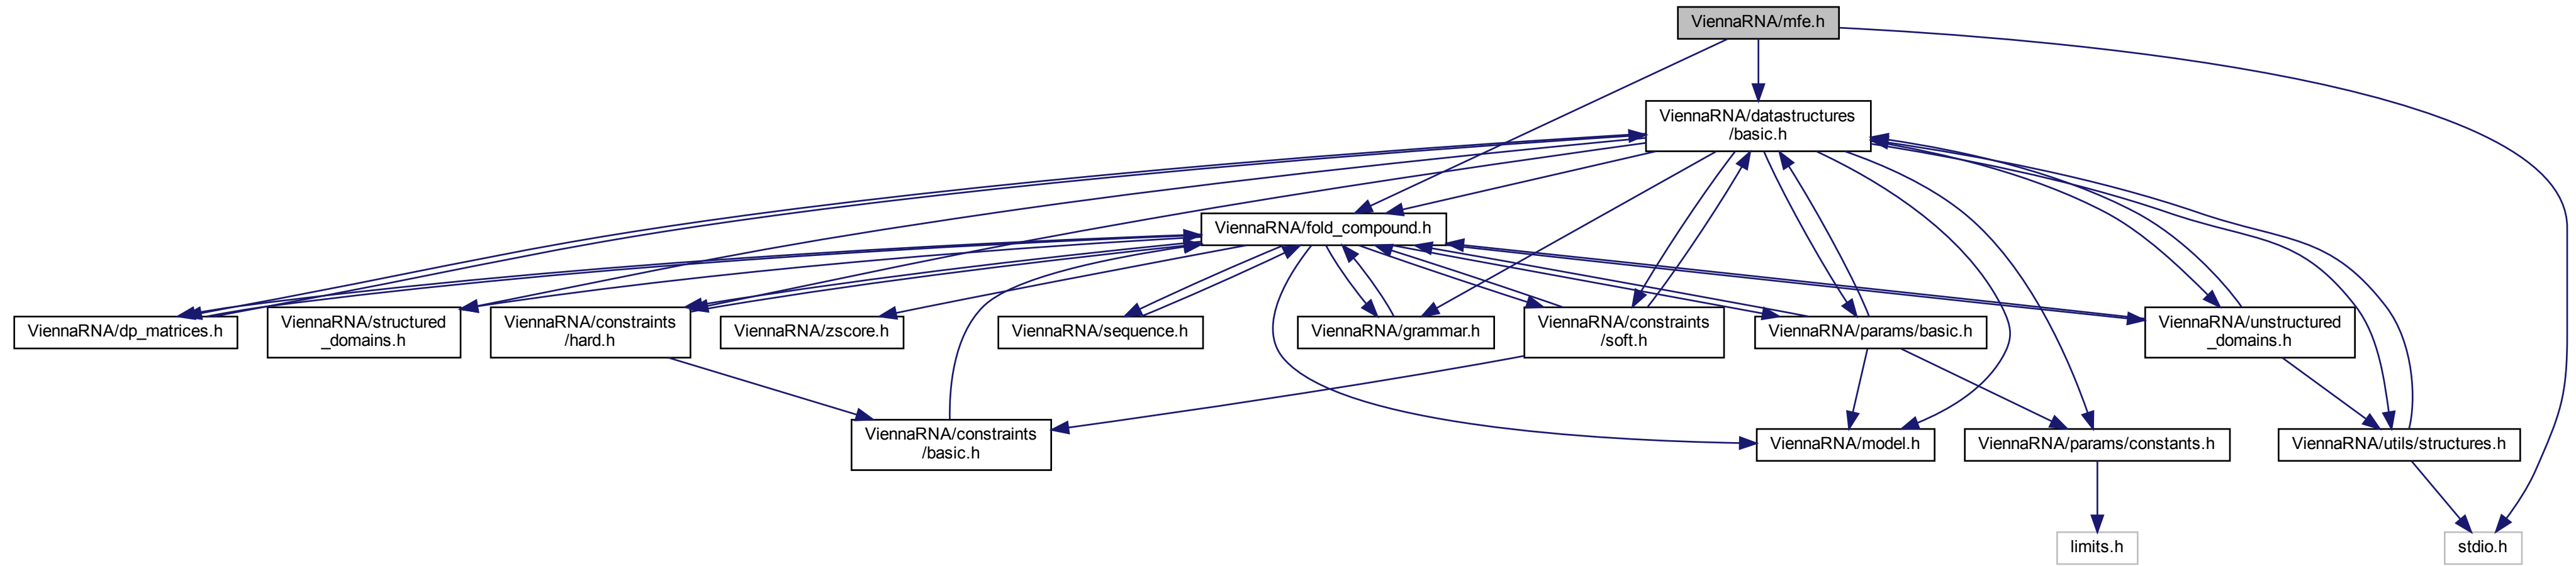 ViennaRNA/mfe.h
ViennaRNA/datastructures
/basic.h
ViennaRNA/fold_compound.h
ViennaRNA/dp_matrices.h
ViennaRNA/structured
_domains.h
ViennaRNA/constraints
/hard.h
ViennaRNA/zscore.h
ViennaRNA/sequence.h
ViennaRNA/grammar.h
ViennaRNA/constraints
/soft.h
ViennaRNA/params/basic.h
ViennaRNA/unstructured
_domains.h
ViennaRNA/constraints
/basic.h
ViennaRNA/model.h
ViennaRNA/params/constants.h
ViennaRNA/utils/structures.h
limits.h
stdio.h